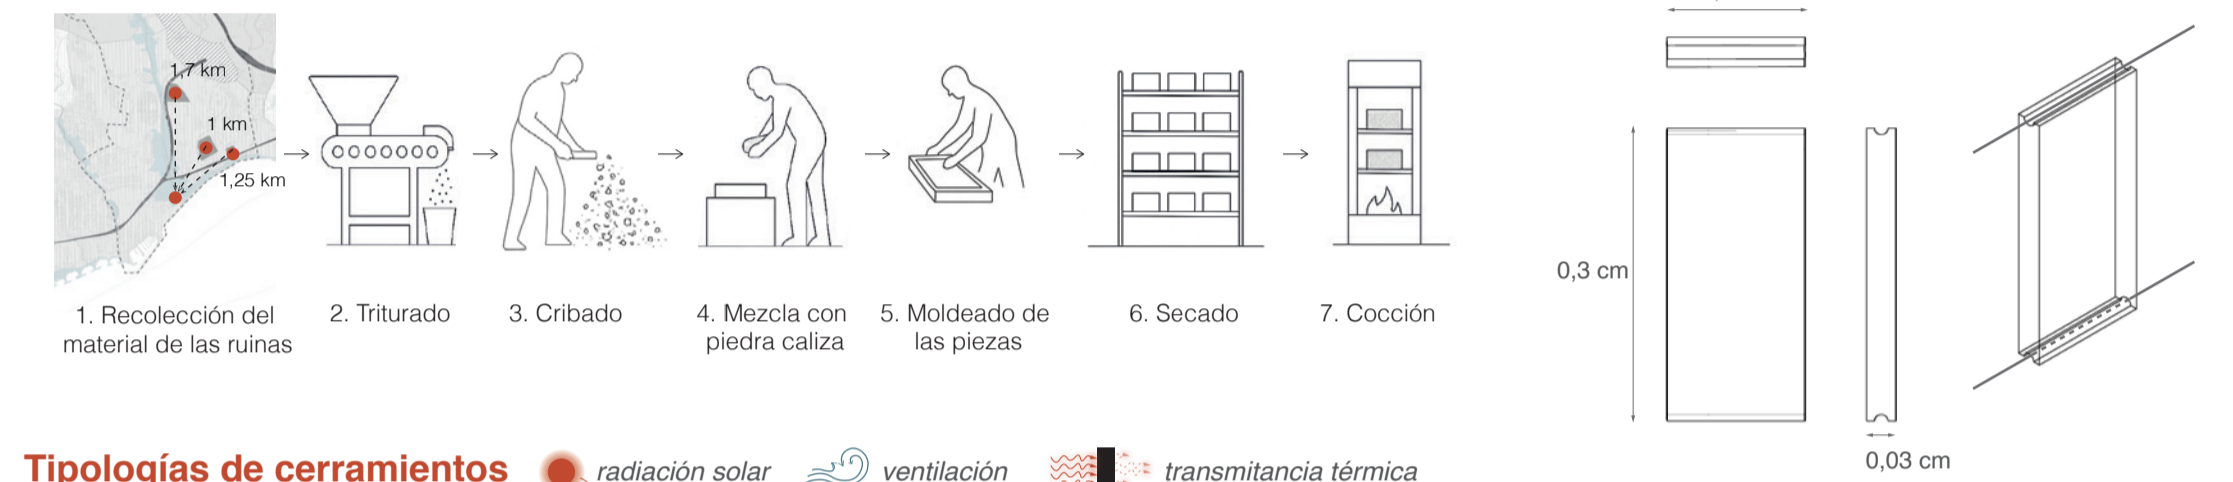 1,7 km
1 km
1,25 km
1. Recolección del
material de las ruinas
2. Triturado
3. Cribado
4. Mezcla con
piedra caliza
5. Moldeado de
las piezas
6. Secado
7. Cocción
0,3 cm
0,03 cm
Tipologías de cerramientos
radiación solar
ventilación
transmitancia térmica